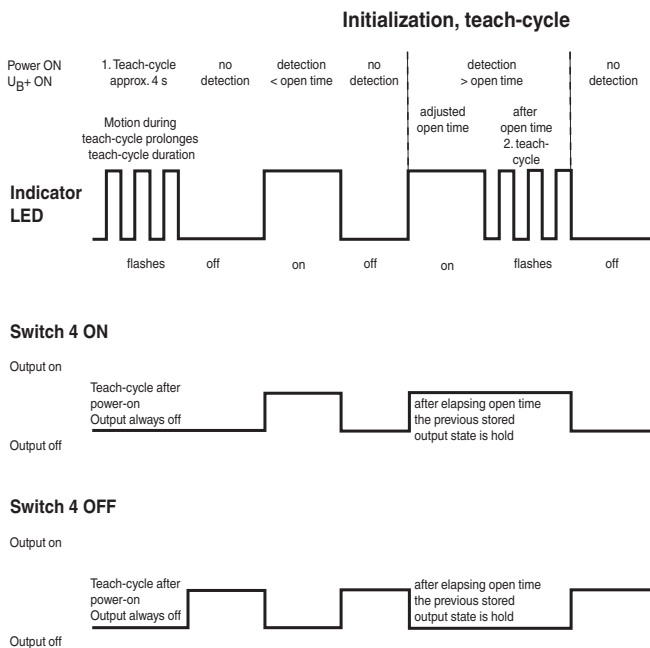 Initialization, teach-cycle
Power ON
UB+ ON
1. Teach-cycle
approx. 4 s
no
detection
detection
< open time
no
detection
detection
> open time
no
detection
Motion during
teach-cycle prolonges
teach-cycle duration
adjusted
open time
after
open time
2. teach-
cycle
Indicator
LED
flashes
off
on
off
on
flashes
off
Switch 4 ON
Output on
Teach-cycle after
power-on
Output always off
after elapsing open time
the previous stored
output state is hold
Output off
Switch 4 OFF
Output on
Teach-cycle after
power-on
Output always off
after elapsing open time
the previous stored
output state is hold
Output off